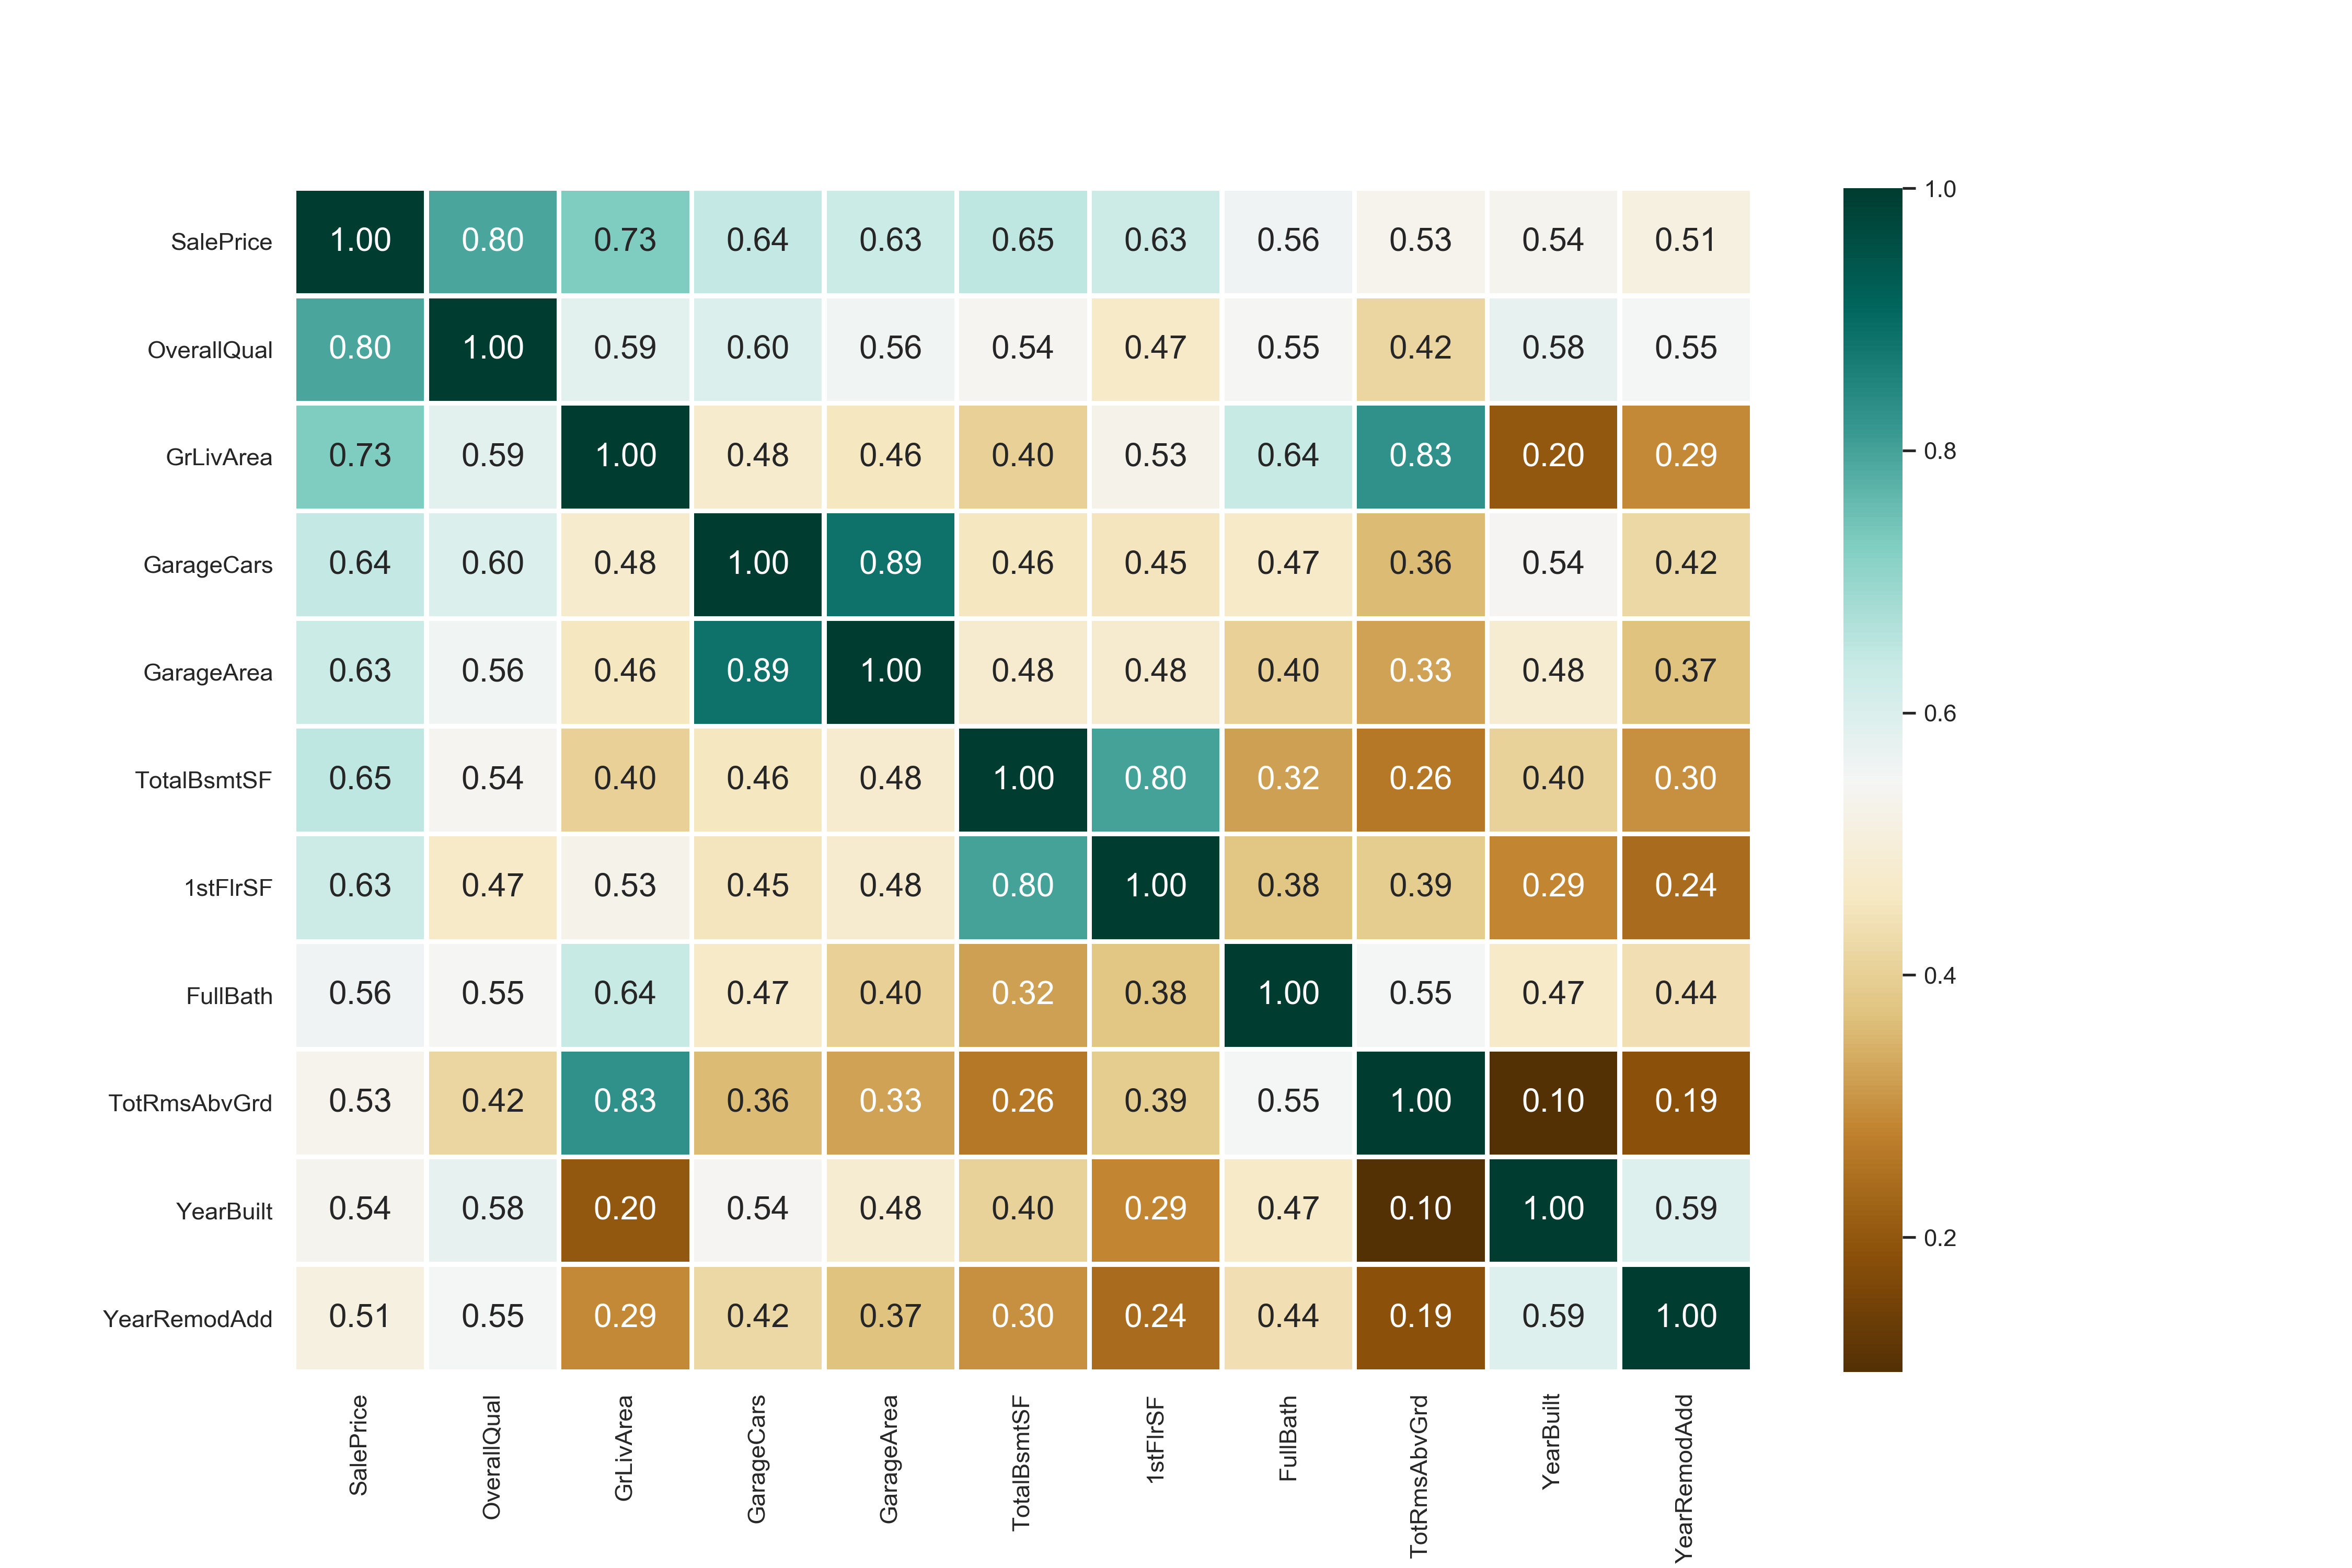 SalePrice 1.00 0.80 0.73 0.64 0.63 0.65 0.63 0.56 0.53 0.54 0.51
OverallQual 0.80 1.00 0.59 0.60 0.56 0.54 0.47 0.55 0.42 0.58 0.55
GrLivArea 0.73 0.59 1.00 0.48 0.46 0.40 0.53 0.64 0.83 0.20 0.29
GarageCars 0.64 0.60 0.48 1.00 0.89 0.46 0.45 0.47 0.36 0.54 0.42
GarageArea 0.63 0.56 0.46 0.89 1.00 0.48 0.48 0.40 0.33 0.48 0.37
TotalBsmtSF 0.65 0.54 0.40 0.46 0.48 1.00 0.80 0.32 0.26 0.40 0.30
1stFlrSF 0.63 0.47 0.53 0.45 0.48 0.80 1.00 0.38 0.39 0.29 0.24
FullBath 0.56 0.55 0.64 0.47 0.40 0.32 0.38 1.00 0.55 0.47 0.44
TotRmsAbvGrd 0.53 0.42 0.83 0.36 0.33 0.26 0.39 0.55 1.00 0.10 0.19
YearBuilt 0.54 0.58 0.20 0.54 0.48 0.40 0.29 0.47 0.10 1.00 0.59
YearRemodAdd 0.51 0.55 0.29 0.42 0.37 0.30 0.24 0.44 0.19 0.59 1.00
SalePrice
OverallQual
GrLivArea
GarageCars
GarageArea
TotalBsmtSF
1stFlrSF
FullBath
TotRmsAbvGrd
YearBuilt
YearRemodAdd
1.0
0.8
0.6
0.4
0.2